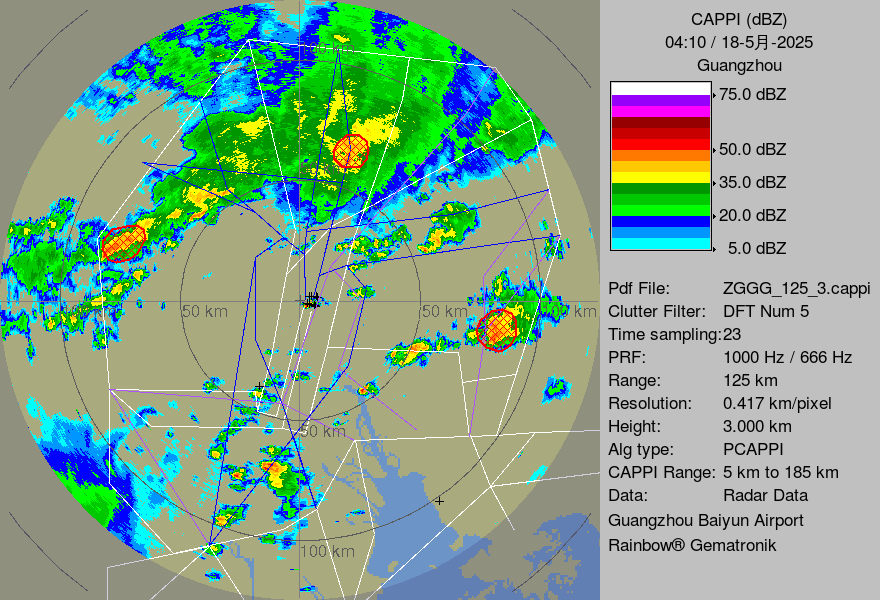 CAPPI (dBZ)
04:10 / 18-5月-2025
Guangzhou
75.0 dBZ
50.0 dBZ
35.0 dBZ
20.0 dBZ
5.0 dBZ
Pdf File: ZGGG_125_3.cappi
Clutter Filter: DFT Num 5
Time sampling:23
PRF: 1000 Hz / 666 Hz
Range: 125 km
Resolution: 0.417 km/pixel
Height: 3.000 km
Alg type: PCAPPI
CAPPI Range: 5 km to 185 km
Data: Radar Data
Guangzhou Baiyun Airport
Rainbow® Gematronik
50 km
50 km
km
50 km
100 km